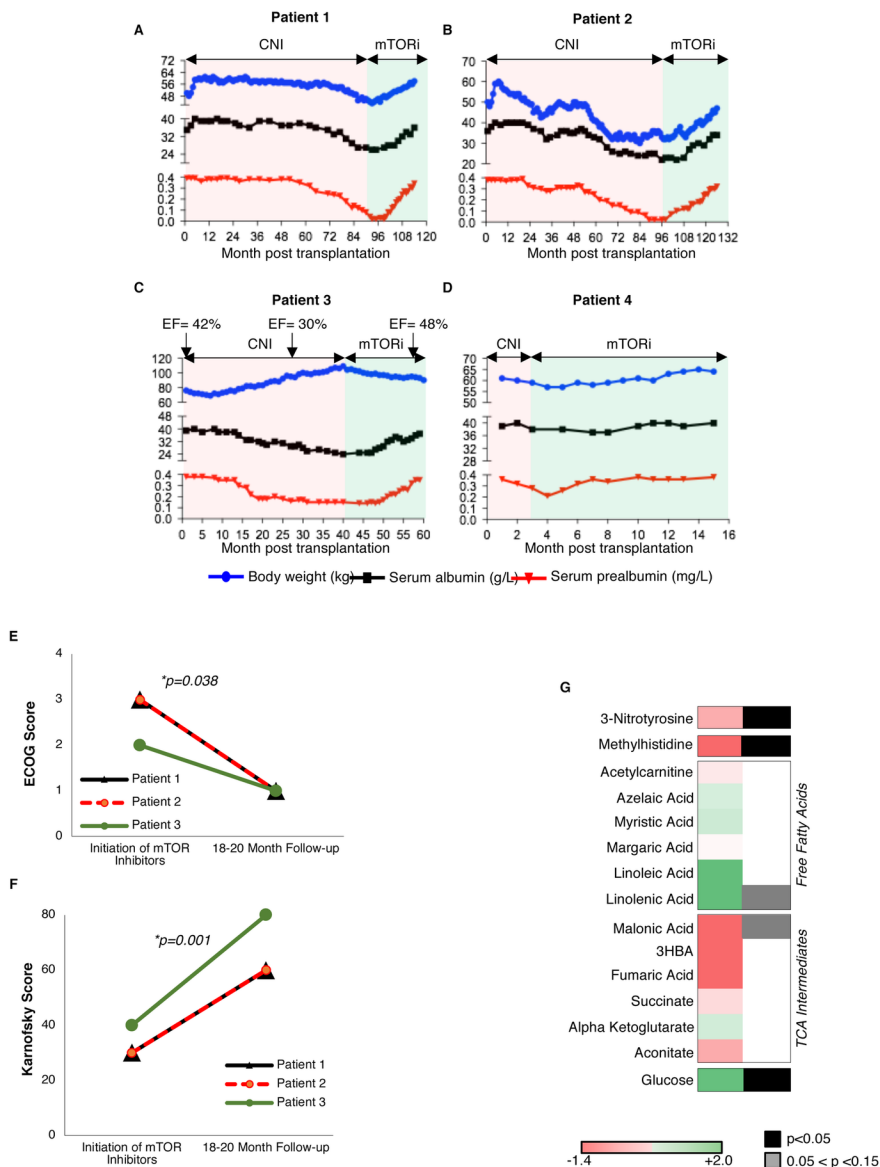 Patient 1
Patient 2
A
CNI
mTORi
B
CNI
mTORi
72
64
56
48
40
32
24
0.4
0.3
0.2
0.1
0.0
0 12 24 36 48 60 72 84 96 108 120
Month post transplantation
70
60
50
40
30
20
0.4
0.3
0.2
0.1
0.0
0 12 24 36 48 60 72 84 96 108 120 132
Month post transplantation
C
Patient 3
D
Patient 4
EF= 42%
EF= 30%
EF= 48%
CNI
mTORi
CNI
mTORi
120
100
80
60
48
40
32
24
0.4
0.3
0.2
0.1
0.0
0 5 10 15 20 25 30 35 40 45 50 55 60
Month post transplantation
70
65
60
55
50
40
36
32
28
0.4
0.3
0.2
0.1
0.0
0 2 4 6 8 10 12 14 16
Month post transplantation
Body weight (kg)
Serum albumin (g/L)
Serum prealbumin (mg/L)
E
4
3
2
1
0
ECOG Score
*p=0.038
Patient 1
Patient 2
Patient 3
Initiation of mTOR
Inhibitors
18-20 Month Follow-up
F
80
60
40
20
0
Karnofsky Score
*p=0.001
Patient 1
Patient 2
Patient 3
Initiation of mTOR
Inhibitors
18-20 Month Follow-up
G
3-Nitrotyrosine
Methylhistidine
Acetylcarnitine
Azelaic Acid
Myristic Acid
Margaric Acid
Linoleic Acid
Linolenic Acid
Free Fatty Acids
Malonic Acid
3HBA
Fumaric Acid
Succinate
Alpha Ketoglutarate
Aconitate
TCA Intermediates
Glucose
-1.4
+2.0
p<0.05
0.05 < p <0.15